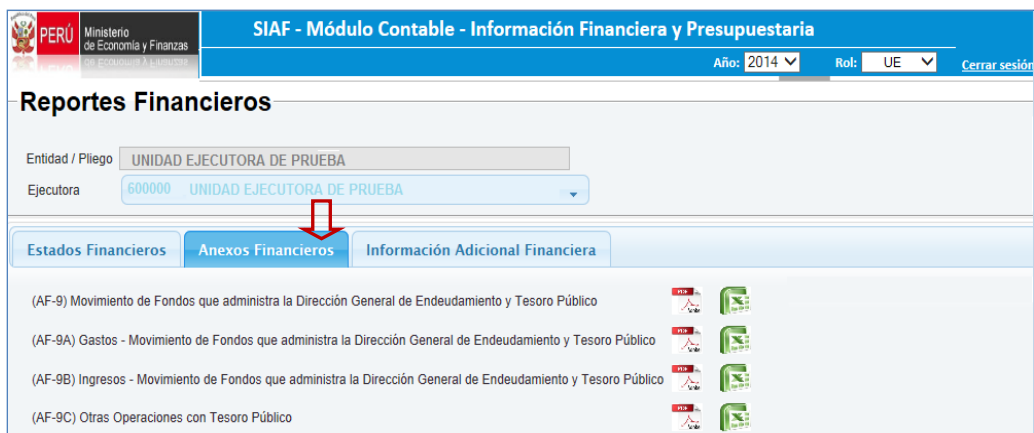 PERÚ Ministerio
de Economía y Finanzas
SIAF - Módulo Contable - Información Financiera y Presupuestaria
Año: 2014 Rol: UE Cerrar sesión
Reportes Financieros
Entidad / Pliego UNIDAD EJECUTORA DE PRUEBA
Ejecutora 600000 UNIDAD EJECUTORA DE PRUEBA
Estados Financieros Anexos Financieros Información Adicional Financiera
(AF-9) Movimiento de Fondos que administra la Dirección General de Endeudamiento y Tesoro Público
(AF-9A) Gastos - Movimiento de Fondos que administra la Dirección General de Endeudamiento y Tesoro Público
(AF-9B) Ingresos - Movimiento de Fondos que administra la Dirección General de Endeudamiento y Tesoro Público
(AF-9C) Otras Operaciones con Tesoro Público